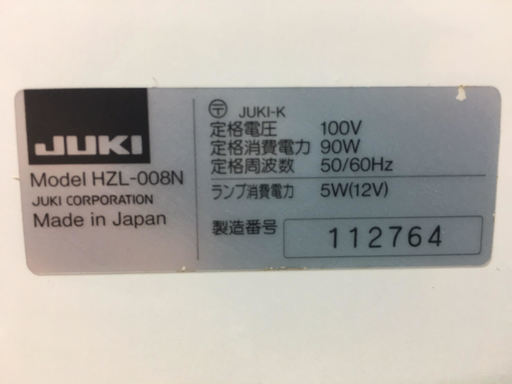 JUKI
Model HZL-008N
JUKI CORPORATION
Made in Japan
〒 JUKI-K
定格電圧 100V
定格消費電力 90W
定格周波数 50/60Hz
ランプ消費電力 5W(12V)
製造番号 112764